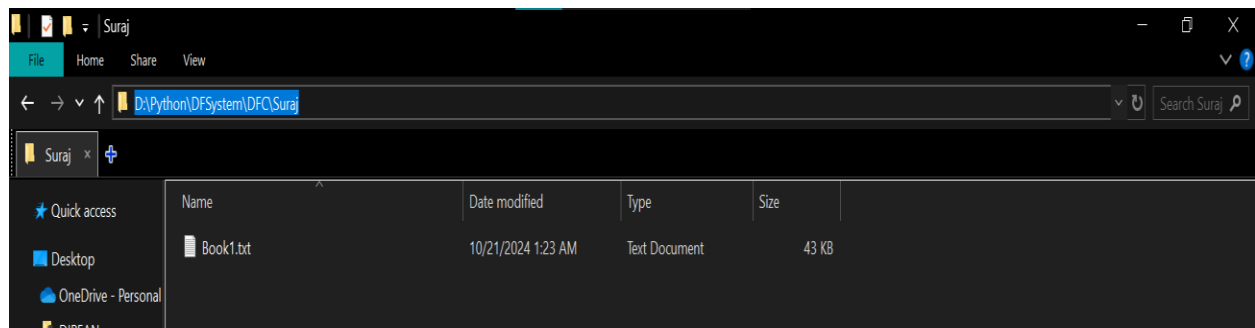 Suraj
File Home Share View
D:\Python\DFSystem\DFC\Suraj
Search Suraj
Suraj
Quick access
Name Date modified Type Size
Book1.txt 10/21/2024 1:23 AM Text Document 43 KB
Desktop
OneDrive - Personal